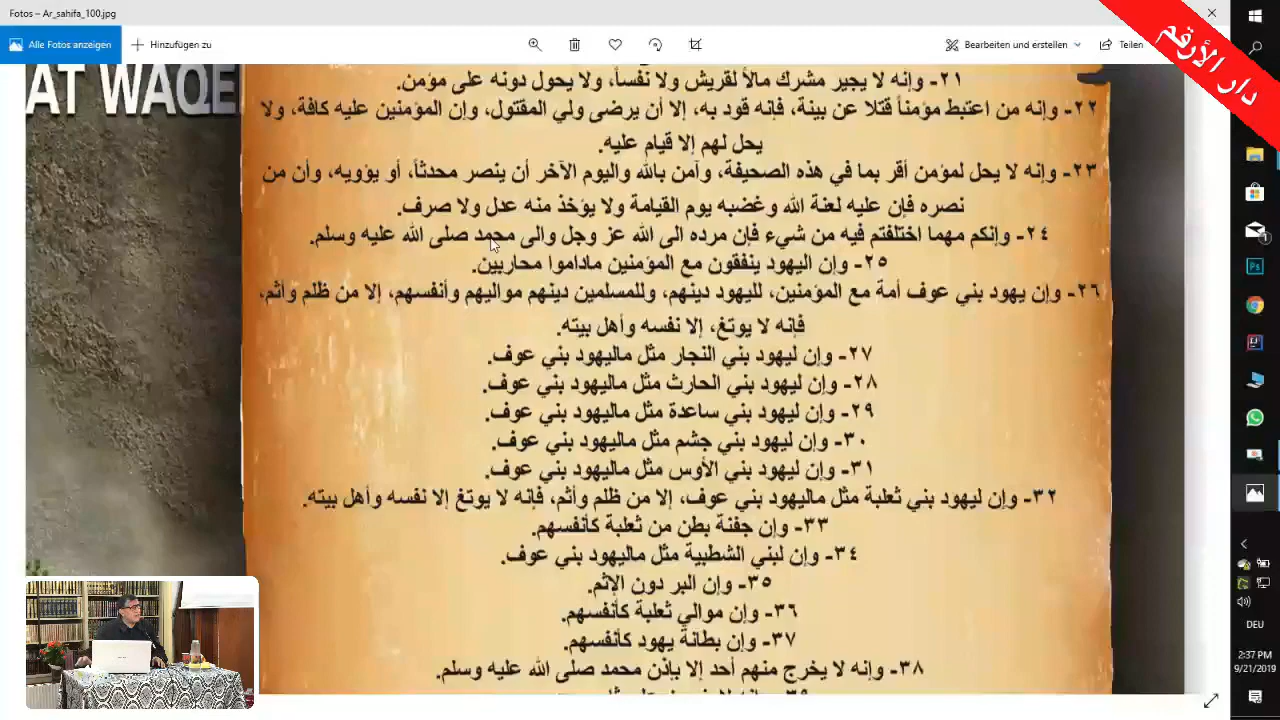 Fotos – Ar_sahifa_100.jpg
Alle Fotos anzeigen
Hinzufügen zu
Bearbeiten und erstellen
Teilen
دار الأرقم
AT WAQE
٢١- وإنه لا يجير مشرك مالاً لقريش ولا نفساً، ولا يحول دونه على مؤمن.
٢٢- وإنه من اعتبط مؤمناً قتلا عن بينة، فإنه قود به، إلا أن يرضى ولي المقتول، وإن المؤمنين عليه كافة، ولا
يحل لهم إلا قيام عليه.
٢٣- وإنه لا يحل لمؤمن أقر بما في هذه الصحيفة، وآمن بالله واليوم الآخر أن ينصر محدثاً، أو يؤويه، وأن من
نصره فإن عليه لعنة الله وغضبه يوم القيامة ولا يؤخذ منه عدل ولا صرف.
٢٤- وإنكم مهما اختلفتم فيه من شيء فإن مرده الى الله عز وجل والى محمد صلى الله عليه وسلم.
٢٥- وإن اليهود ينفقون مع المؤمنين ماداموا محاربين.
٢٦- وإن يهود بني عوف أمة مع المؤمنين، لليهود دينهم، وللمسلمين دينهم مواليهم وأنفسهم، إلا من ظلم وأثم،
فإنه لا يوتغ، إلا نفسه وأهل بيته.
٢٧- وإن ليهود بني النجار مثل ماليهود بني عوف.
٢٨- وإن ليهود بني الحارث مثل ماليهود بني عوف.
٢٩- وإن ليهود بني ساعدة مثل ماليهود بني عوف.
٣٠- وإن ليهود بني جشم مثل ماليهود بني عوف.
٣١- وإن ليهود بني الأوس مثل ماليهود بني عوف.
٣٢- وإن ليهود بني ثعلبة مثل ماليهود بني عوف، إلا من ظلم وأثم، فإنه لا يوتغ إلا نفسه وأهل بيته.
٣٣- وإن جفنة بطن من ثعلبة كأنفسهم.
٣٤- وإن لبني الشطيبة مثل ماليهود بني عوف.
٣٥- وإن البر دون الإثم.
٣٦- وإن موالي ثعلبة كأنفسهم.
٣٧- وإن بطانة يهود كأنفسهم.
٣٨- وإنه لا يخرج منهم أحد إلا بإذن محمد صلى الله عليه وسلم.
DEU
2:37 PM
9/21/2019